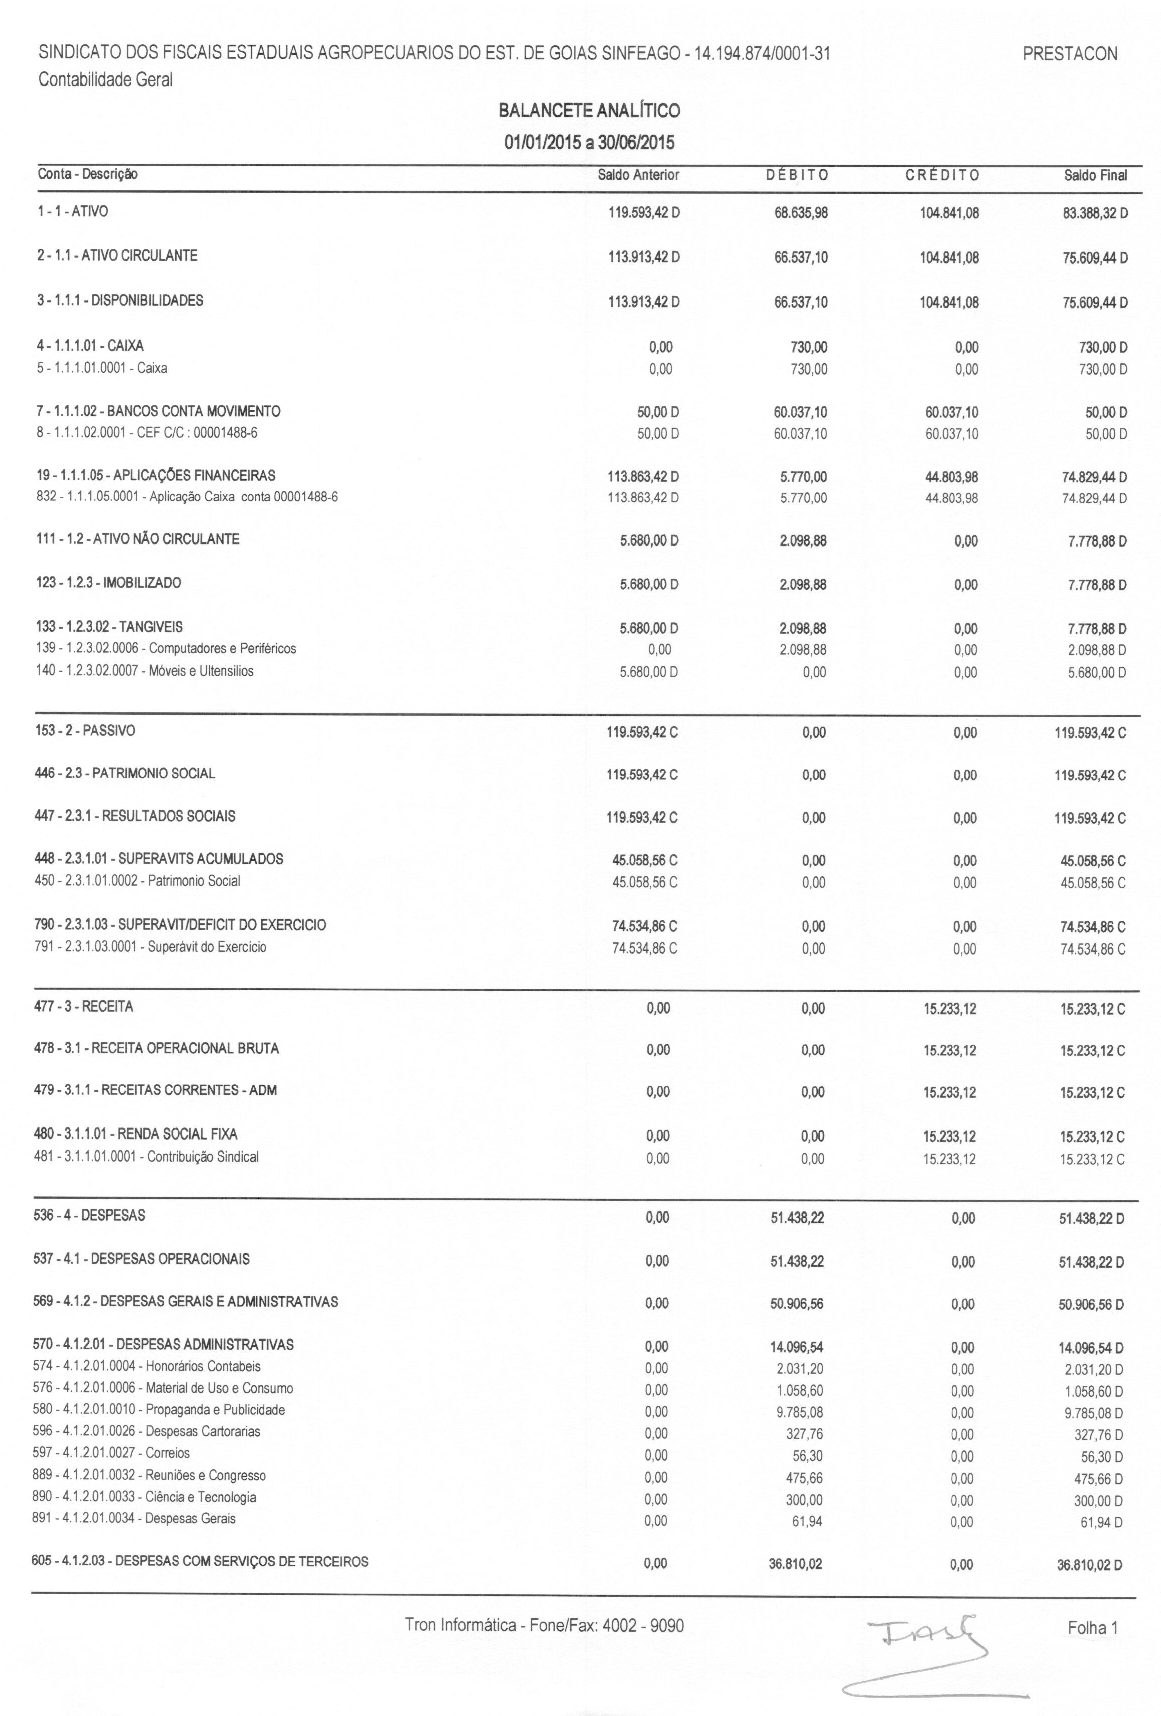 SINDICATO DOS FISCAIS ESTADUAIS AGROPECUARIOS DO EST. DE GOIAS SINFEAGO - 14.194.874/0001-31 PRESTACON
Contabilidade Geral
BALANCETE ANALÍTICO
01/01/2015 a 30/06/2015
Conta - Descrição Saldo Anterior DÉBITO CRÉDITO Saldo Final
1 - 1 - ATIVO 119.593,42 D 68.635,98 104.841,08 83.388,32 D
2 - 1.1 - ATIVO CIRCULANTE 113.913,42 D 66.537,10 104.841,08 75.609,44 D
3 - 1.1.1 - DISPONIBILIDADES 113.913,42 D 66.537,10 104.841,08 75.609,44 D
4 - 1.1.1.01 - CAIXA 0,00 730,00 0,00 730,00 D
5 - 1.1.1.01.0001 - Caixa 0,00 730,00 0,00 730,00 D
7 - 1.1.1.02 - BANCOS CONTA MOVIMENTO 50,00 D 60.037,10 60.037,10 50,00 D
8 - 1.1.1.02.0001 - CEF C/C : 00001488-6 50,00 D 60.037,10 60.037,10 50,00 D
19 - 1.1.1.05 - APLICAÇÕES FINANCEIRAS 113.863,42 D 5.770,00 44.803,98 74.829,44 D
832 - 1.1.1.05.0001 - Aplicação Caixa conta 00001488-6 113.863,42 D 5.770,00 44.803,98 74.829,44 D
111 - 1.2 - ATIVO NÃO CIRCULANTE 5.680,00 D 2.098,88 0,00 7.778,88 D
123 - 1.2.3 - IMOBILIZADO 5.680,00 D 2.098,88 0,00 7.778,88 D
133 - 1.2.3.02 - TANGIVEIS 5.680,00 D 2.098,88 0,00 7.778,88 D
139 - 1.2.3.02.0006 - Computadores e Periféricos 0,00 2.098,88 0,00 2.098,88 D
140 - 1.2.3.02.0007 - Móveis e Ultensilios 5.680,00 D 0,00 0,00 5.680,00 D
153 - 2 - PASSIVO 119.593,42 C 0,00 0,00 119.593,42 C
446 - 2.3 - PATRIMONIO SOCIAL 119.593,42 C 0,00 0,00 119.593,42 C
447 - 2.3.1 - RESULTADOS SOCIAIS 119.593,42 C 0,00 0,00 119.593,42 C
448 - 2.3.1.01 - SUPERAVITS ACUMULADOS 45.058,56 C 0,00 0,00 45.058,56 C
450 - 2.3.1.01.0002 - Patrimonio Social 45.058,56 C 0,00 0,00 45.058,56 C
790 - 2.3.1.03 - SUPERAVIT/DEFICIT DO EXERCICIO 74.534,86 C 0,00 0,00 74.534,86 C
791 - 2.3.1.03.0001 - Superávit do Exercício 74.534,86 C 0,00 0,00 74.534,86 C
477 - 3 - RECEITA 0,00 0,00 15.233,12 15.233,12 C
478 - 3.1 - RECEITA OPERACIONAL BRUTA 0,00 0,00 15.233,12 15.233,12 C
479 - 3.1.1 - RECEITAS CORRENTES - ADM 0,00 0,00 15.233,12 15.233,12 C
480 - 3.1.1.01 - RENDA SOCIAL FIXA 0,00 0,00 15.233,12 15.233,12 C
481 - 3.1.1.01.0001 - Contribuição Sindical 0,00 0,00 15.233,12 15.233,12 C
536 - 4 - DESPESAS 0,00 51.438,22 0,00 51.438,22 D
537 - 4.1 - DESPESAS OPERACIONAIS 0,00 51.438,22 0,00 51.438,22 D
569 - 4.1.2 - DESPESAS GERAIS E ADMINISTRATIVAS 0,00 50.906,56 0,00 50.906,56 D
570 - 4.1.2.01 - DESPESAS ADMINISTRATIVAS 0,00 14.096,54 0,00 14.096,54 D
574 - 4.1.2.01.0004 - Honorários Contabeis 0,00 2.031,20 0,00 2.031,20 D
576 - 4.1.2.01.0006 - Material de Uso e Consumo 0,00 1.058,60 0,00 1.058,60 D
580 - 4.1.2.01.0010 - Propaganda e Publicidade 0,00 9.785,08 0,00 9.785,08 D
596 - 4.1.2.01.0026 - Despesas Cartorarias 0,00 327,76 0,00 327,76 D
597 - 4.1.2.01.0027 - Correios 0,00 56,30 0,00 56,30 D
889 - 4.1.2.01.0032 - Reuniões e Congresso 0,00 475,66 0,00 475,66 D
890 - 4.1.2.01.0033 - Ciência e Tecnologia 0,00 300,00 0,00 300,00 D
891 - 4.1.2.01.0034 - Despesas Gerais 0,00 61,94 0,00 61,94 D
605 - 4.1.2.03 - DESPESAS COM SERVIÇOS DE TERCEIROS 0,00 36.810,02 0,00 36.810,02 D
Tron Informática - Fone/Fax: 4002 - 9090 Folha 1